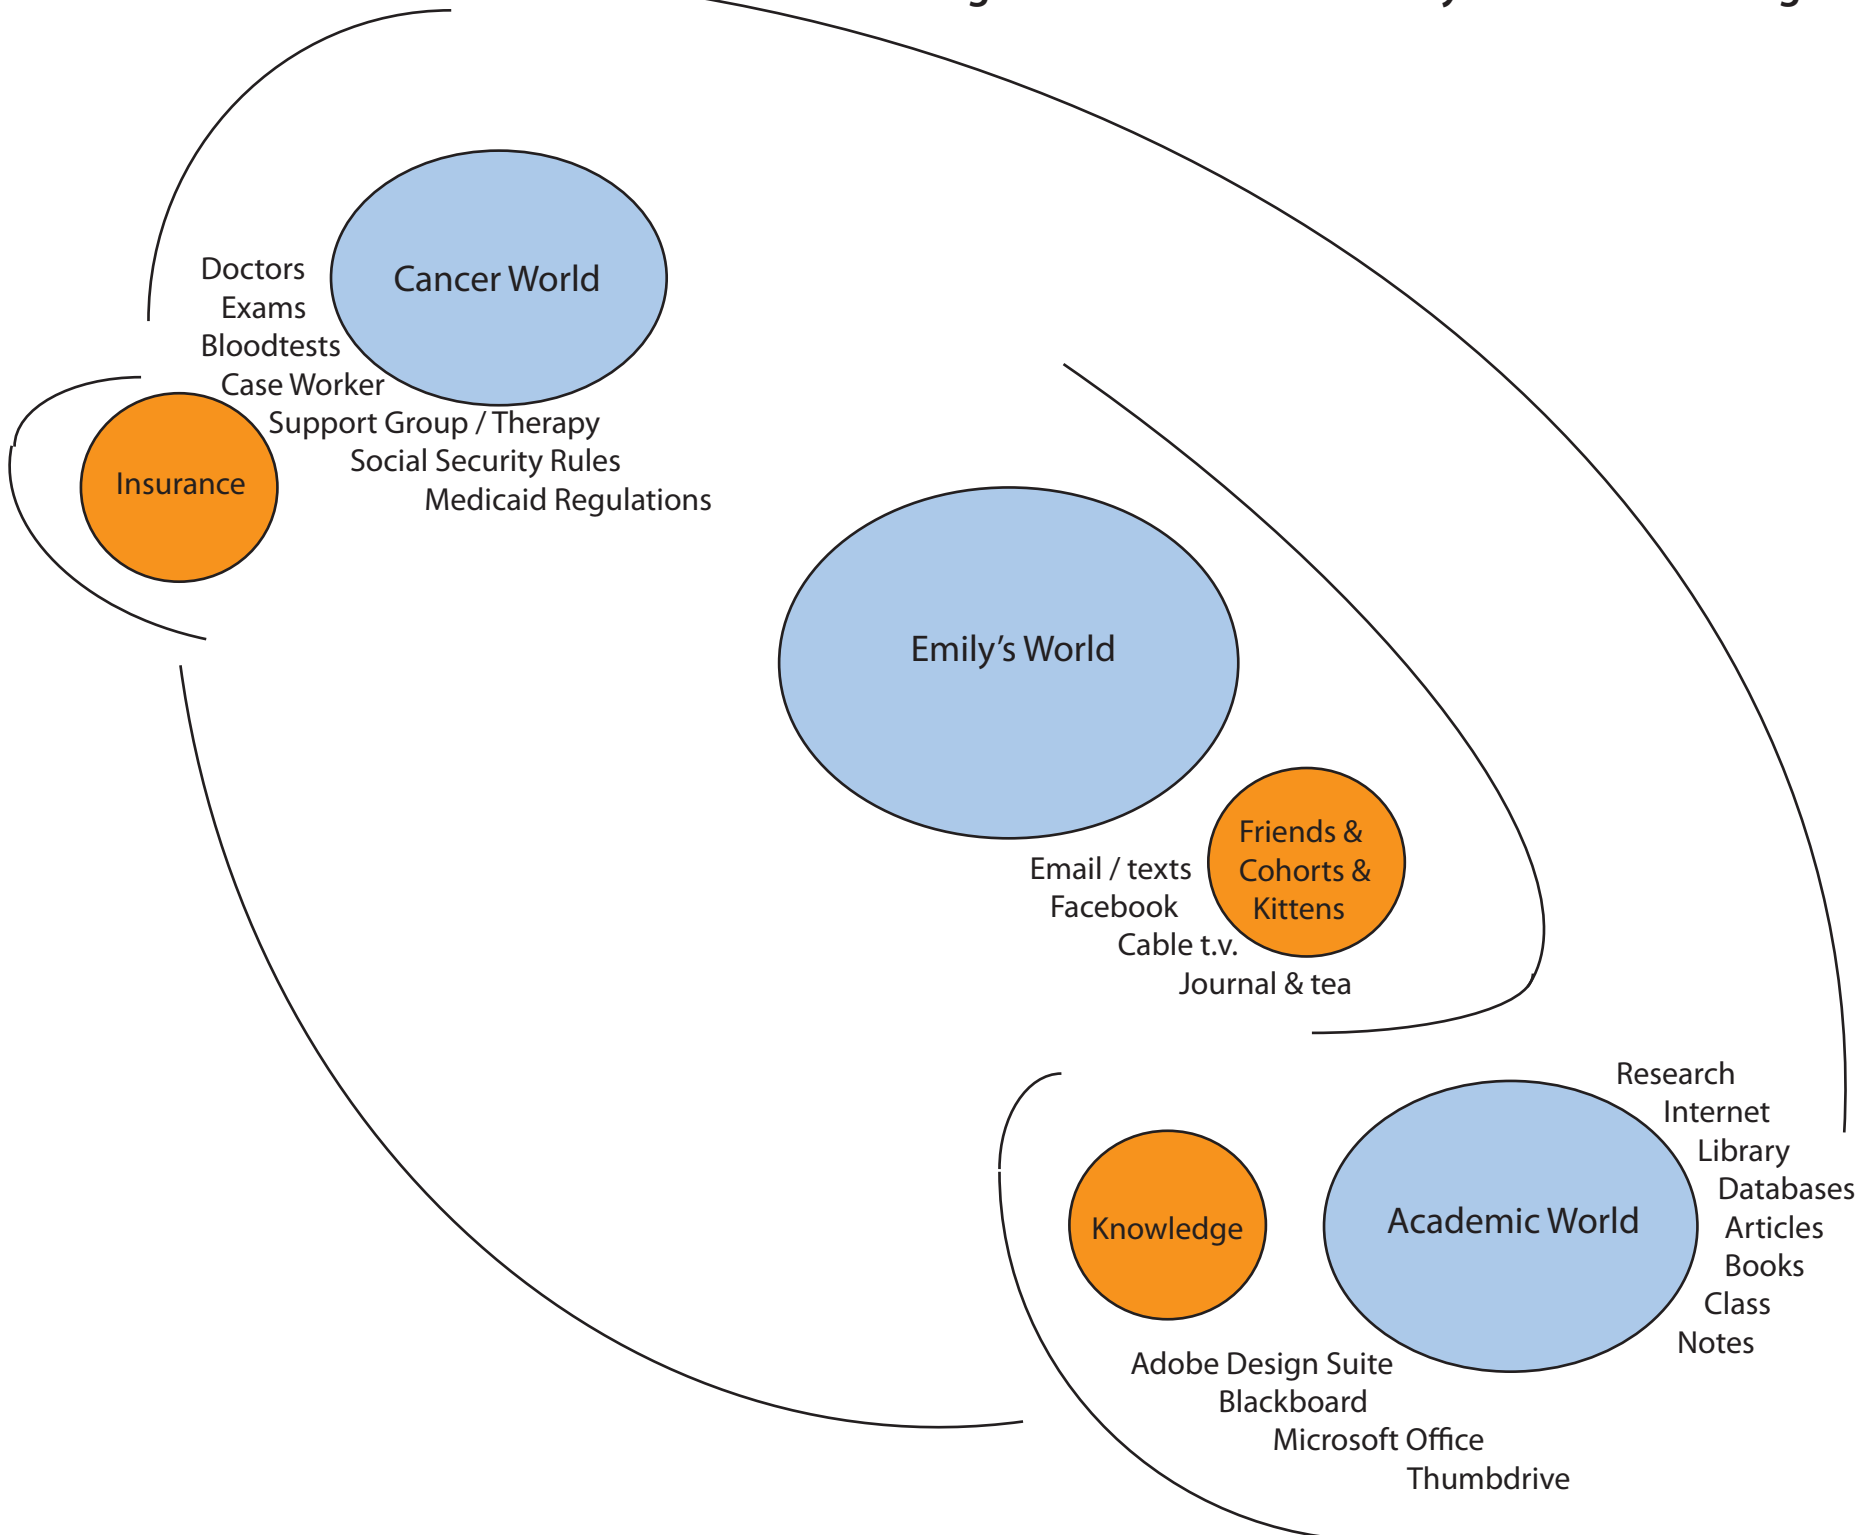 Cancer World
Doctors
Exams
Bloodtests
Case Worker
Support Group / Therapy
Social Security Rules
Medicaid Regulations
Insurance
Emily’s World
Friends &
Cohorts &
Kittens
Email / texts
Facebook
Cable t.v.
Journal & tea
Research
Internet
Library
Databases
Articles
Books
Class
Notes
Academic World
Knowledge
Adobe Design Suite
Blackboard
Microsoft Office
Thumbdrive